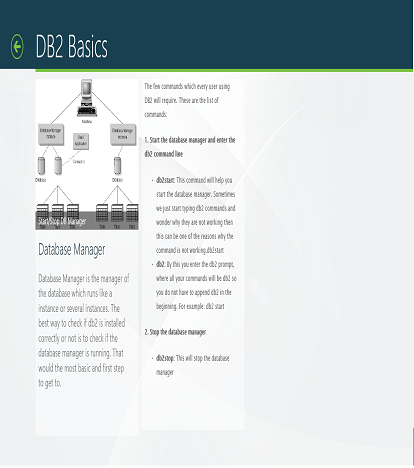 DB2 Basics
Database Manager
Instance
Database Manager
Instance
Database
Database
Start/Stop DB Manager
Database Manager
Database Manager is the manager of
the database which runs like a
instance or several instances. The
best way to check if db2 is installed
correctly or not is to check if the
database manager is running. That
would the most basic and first step
to get to.
The few commands which every user using
DB2 will require. These are the list of
commands:
1. Start the database manager and enter the
db2 command line
• db2start: This command will help you
start the database manager. Sometimes
we just start typing db2 commands and
wonder why they are not working then
this can be one of the reasons why the
command is not working.db2start
• db2: By this you enter the db2 prompt,
where all your commands will be db2 so
you do not have to append db2 in the
beginning. For example: db2 start
2. Stop the database manager
• db2stop: This will stop the database
manager